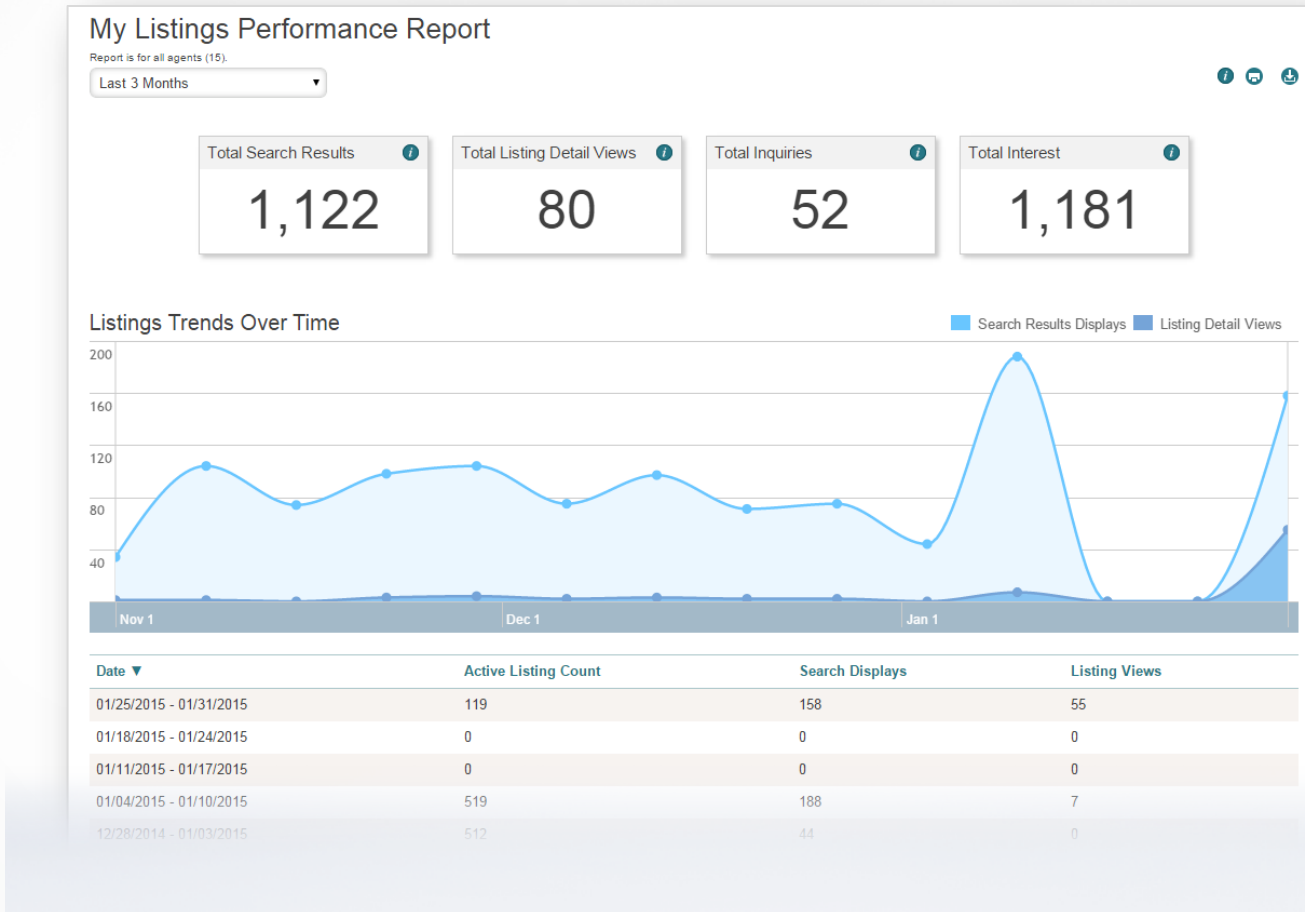 My Listings Performance Report
Report is for all agents (15).
Last 3 Months ▼
Total Search Results i Total Listing Detail Views i Total Inquiries i Total Interest i
1,122 80 52 1,181
Listings Trends Over Time Search Results Displays Listing Detail Views
200
160
120
80
40
Nov 1 Dec 1 Jan 1
Date ▼ Active Listing Count Search Displays Listing Views
01/25/2015 - 01/31/2015 119 158 55
01/18/2015 - 01/24/2015 0 0 0
01/11/2015 - 01/17/2015 0 0 0
01/04/2015 - 01/10/2015 519 188 7
12/28/2014 - 01/03/2015 512 44 0